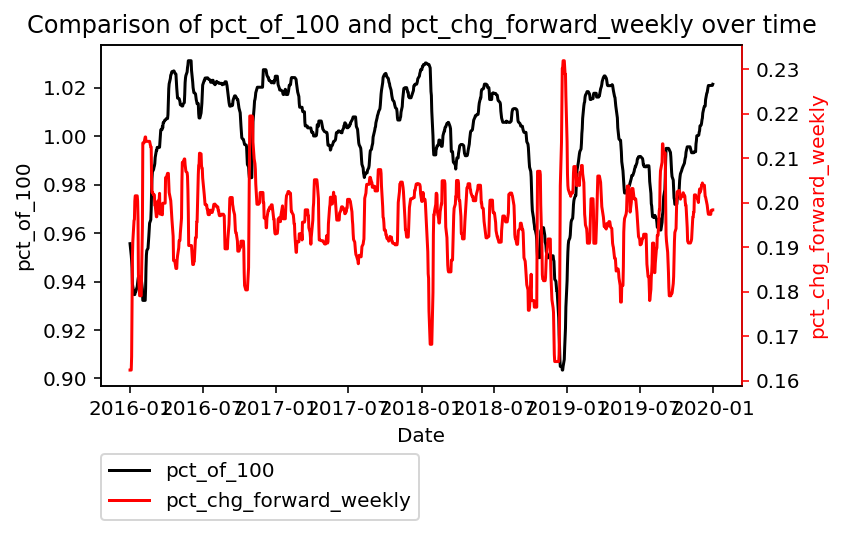 Comparison of pct_of_100 and pct_chg_forward_weekly over time
pct_of_100
1.02
1.00
0.98
0.96
0.94
0.92
0.90
0.23
0.22
0.21
0.20
0.19
0.18
0.17
0.16
pct_chg_forward_weekly
2016-01 2016-07 2017-01 2017-07 2018-01 2018-07 2019-01 2019-07 2020-01
Date
pct_of_100
pct_chg_forward_weekly